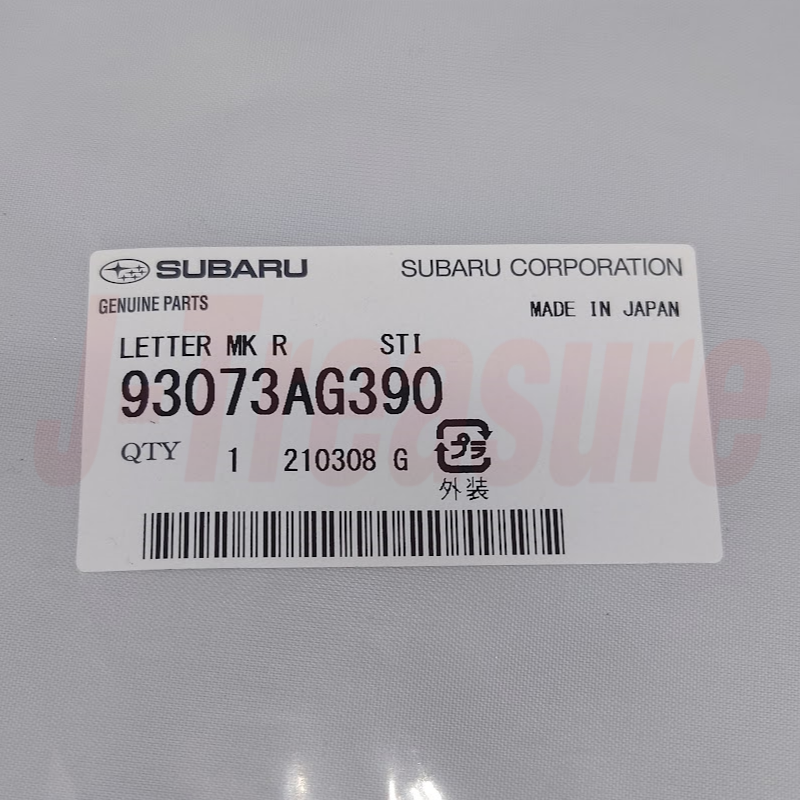 SUBARU SUBARU CORPORATION
GENUINE PARTS MADE IN JAPAN
LETTER MK R STI
93073AG390
QTY 1 210308 G プラ
外装
J-Treasure